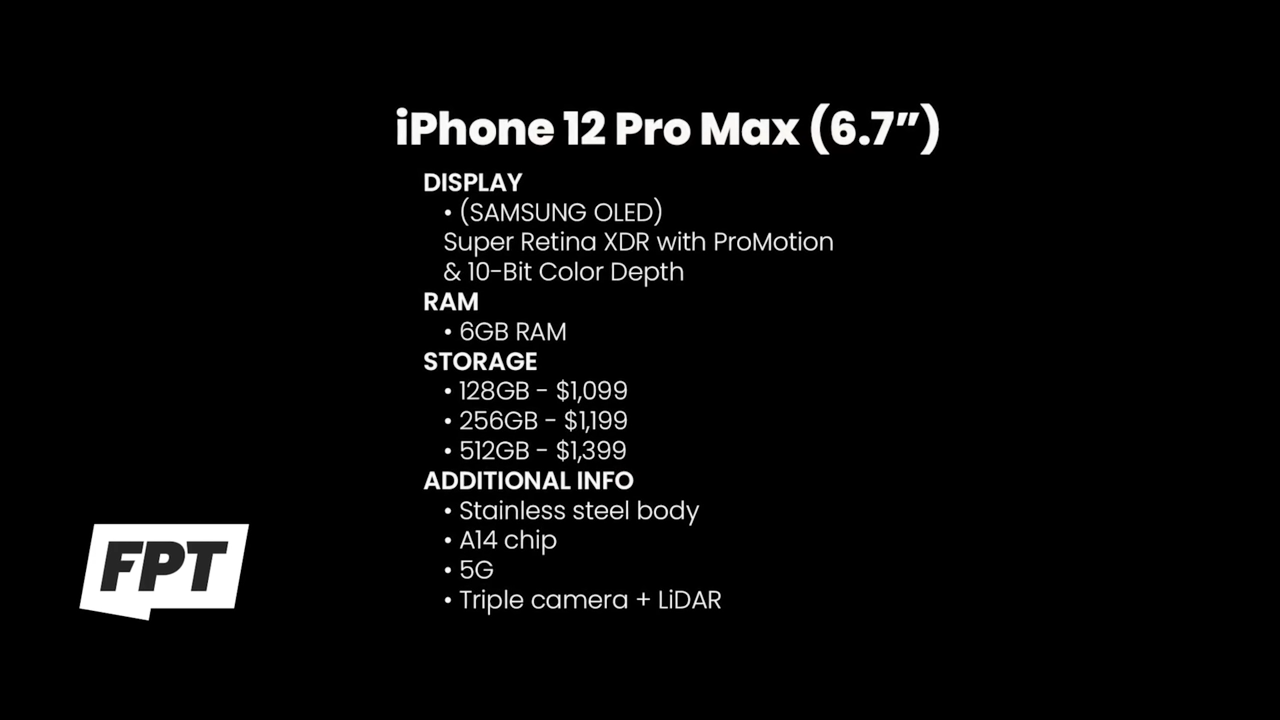 iPhone 12 Pro Max (6.7”)
DISPLAY
• (SAMSUNG OLED)
Super Retina XDR with ProMotion
& 10-Bit Color Depth
RAM
• 6GB RAM
STORAGE
• 128GB - $1,099
• 256GB - $1,199
• 512GB - $1,399
ADDITIONAL INFO
• Stainless steel body
• A14 chip
• 5G
• Triple camera + LiDAR
FPT